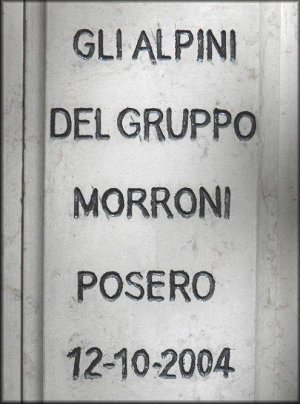 GLI ALPINI
DEL GRUPPO
MORRONI
POSERO
12-10-2004